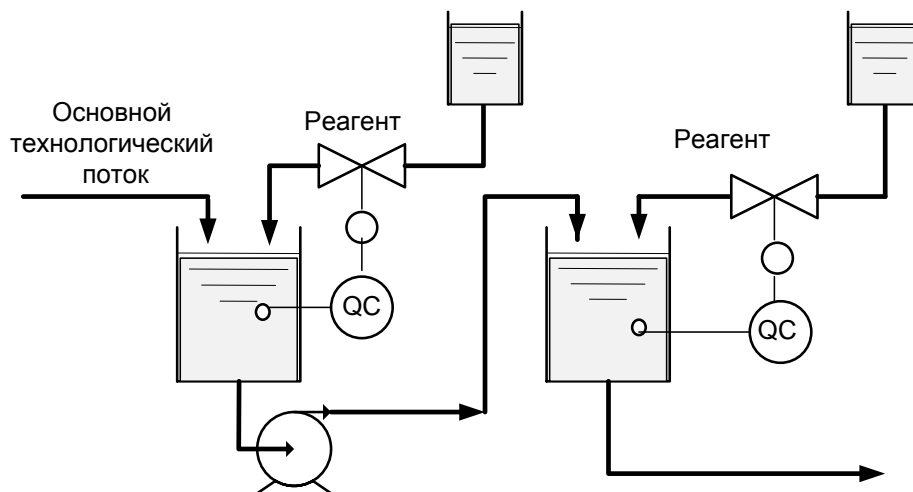 Основной
технологический
поток
Реагент
Реагент
QC
QC